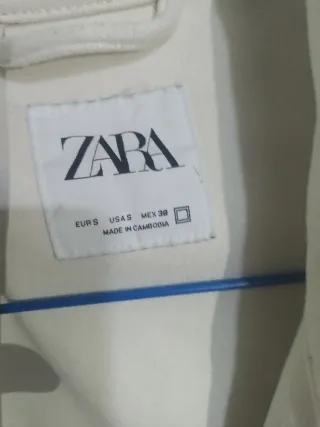 ZARA
EUR S USA S MEX 38
MADE IN CAMBODIA